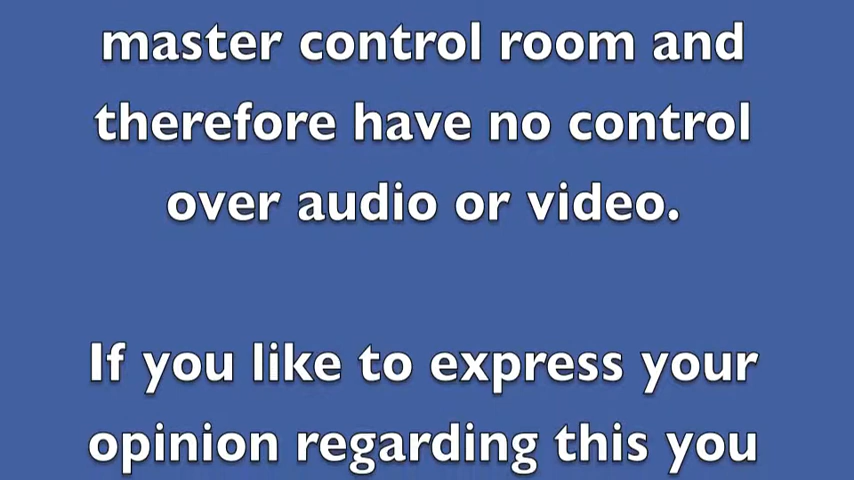 master control room and
therefore have no control
over audio or video.
If you like to express your
opinion regarding this you